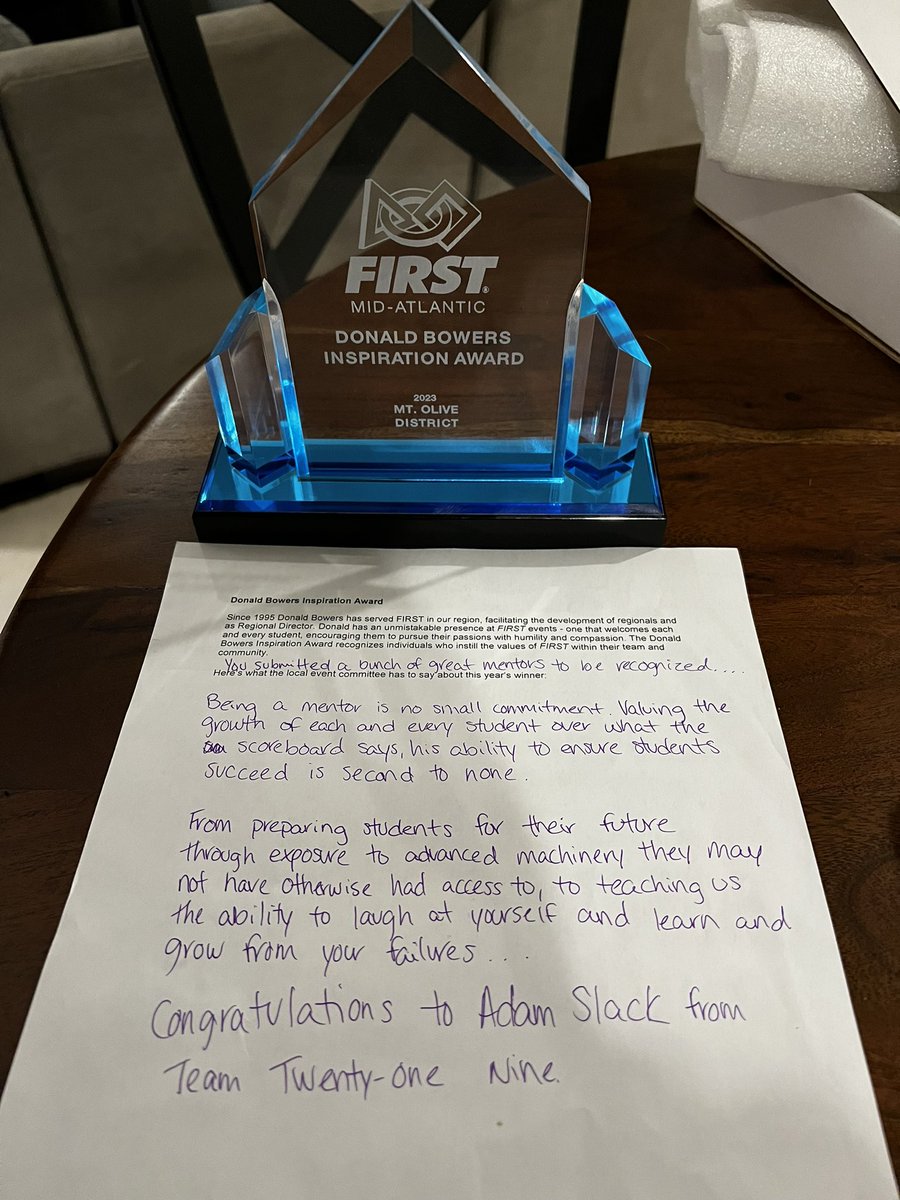 FIRST®
MID-ATLANTIC
DONALD BOWERS
INSPIRATION AWARD
2023
MT. OLIVE
DISTRICT
Donald Bowers Inspiration Award
Since 1995 Donald Bowers has served FIRST in our region, facilitating the development of regionals and
as Regional Director. Donald has an unmistakable presence at FIRST events - one that welcomes each
and every student, encouraging them to pursue their passions with humility and compassion. The Donald
Bowers Inspiration Award recognizes individuals who instill the values of FIRST within their team and
community.
You submitted a bunch of great mentors to be recognized....
Here's what the local event committee has to say about this year's winner:
Being a mentor is no small commitment. Valuing the
growth of each and every student over what the
scoreboard says, his ability to ensure students
succeed is second to none.
From preparing students for their future
through exposure to advanced machinery they may
not have otherwise had access to, to teaching us
the ability to laugh at yourself and learn and
grow from your failures...
Congratulations to Adam Slack from
Team Twenty-one Nine.